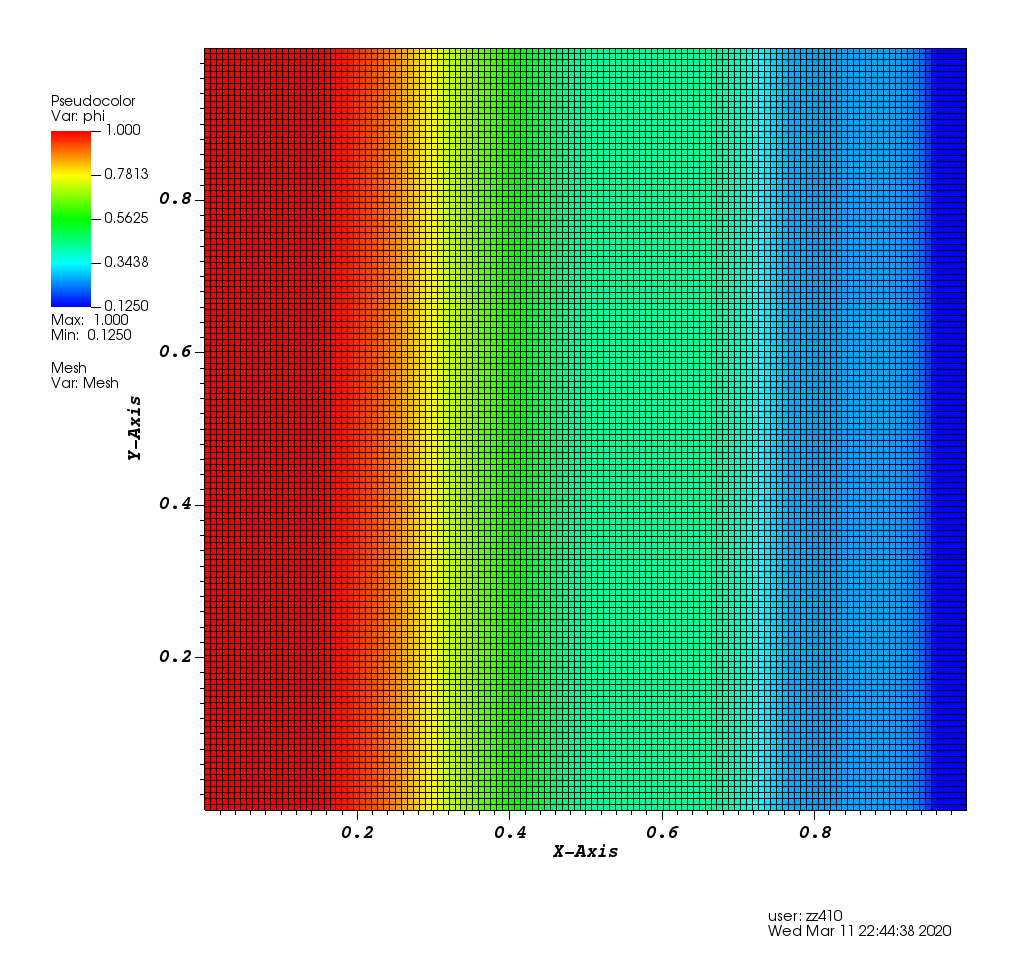 Pseudocolor
Var: phi
1.000
0.7813
0.5625
0.3438
0.1250
Max: 1.000
Min: 0.1250
Mesh
Var: Mesh
Y-Axis
0.8
0.6
0.4
0.2
0.2
0.4
0.6
0.8
X-Axis
user: zz410
Wed Mar 11 22:44:38 2020